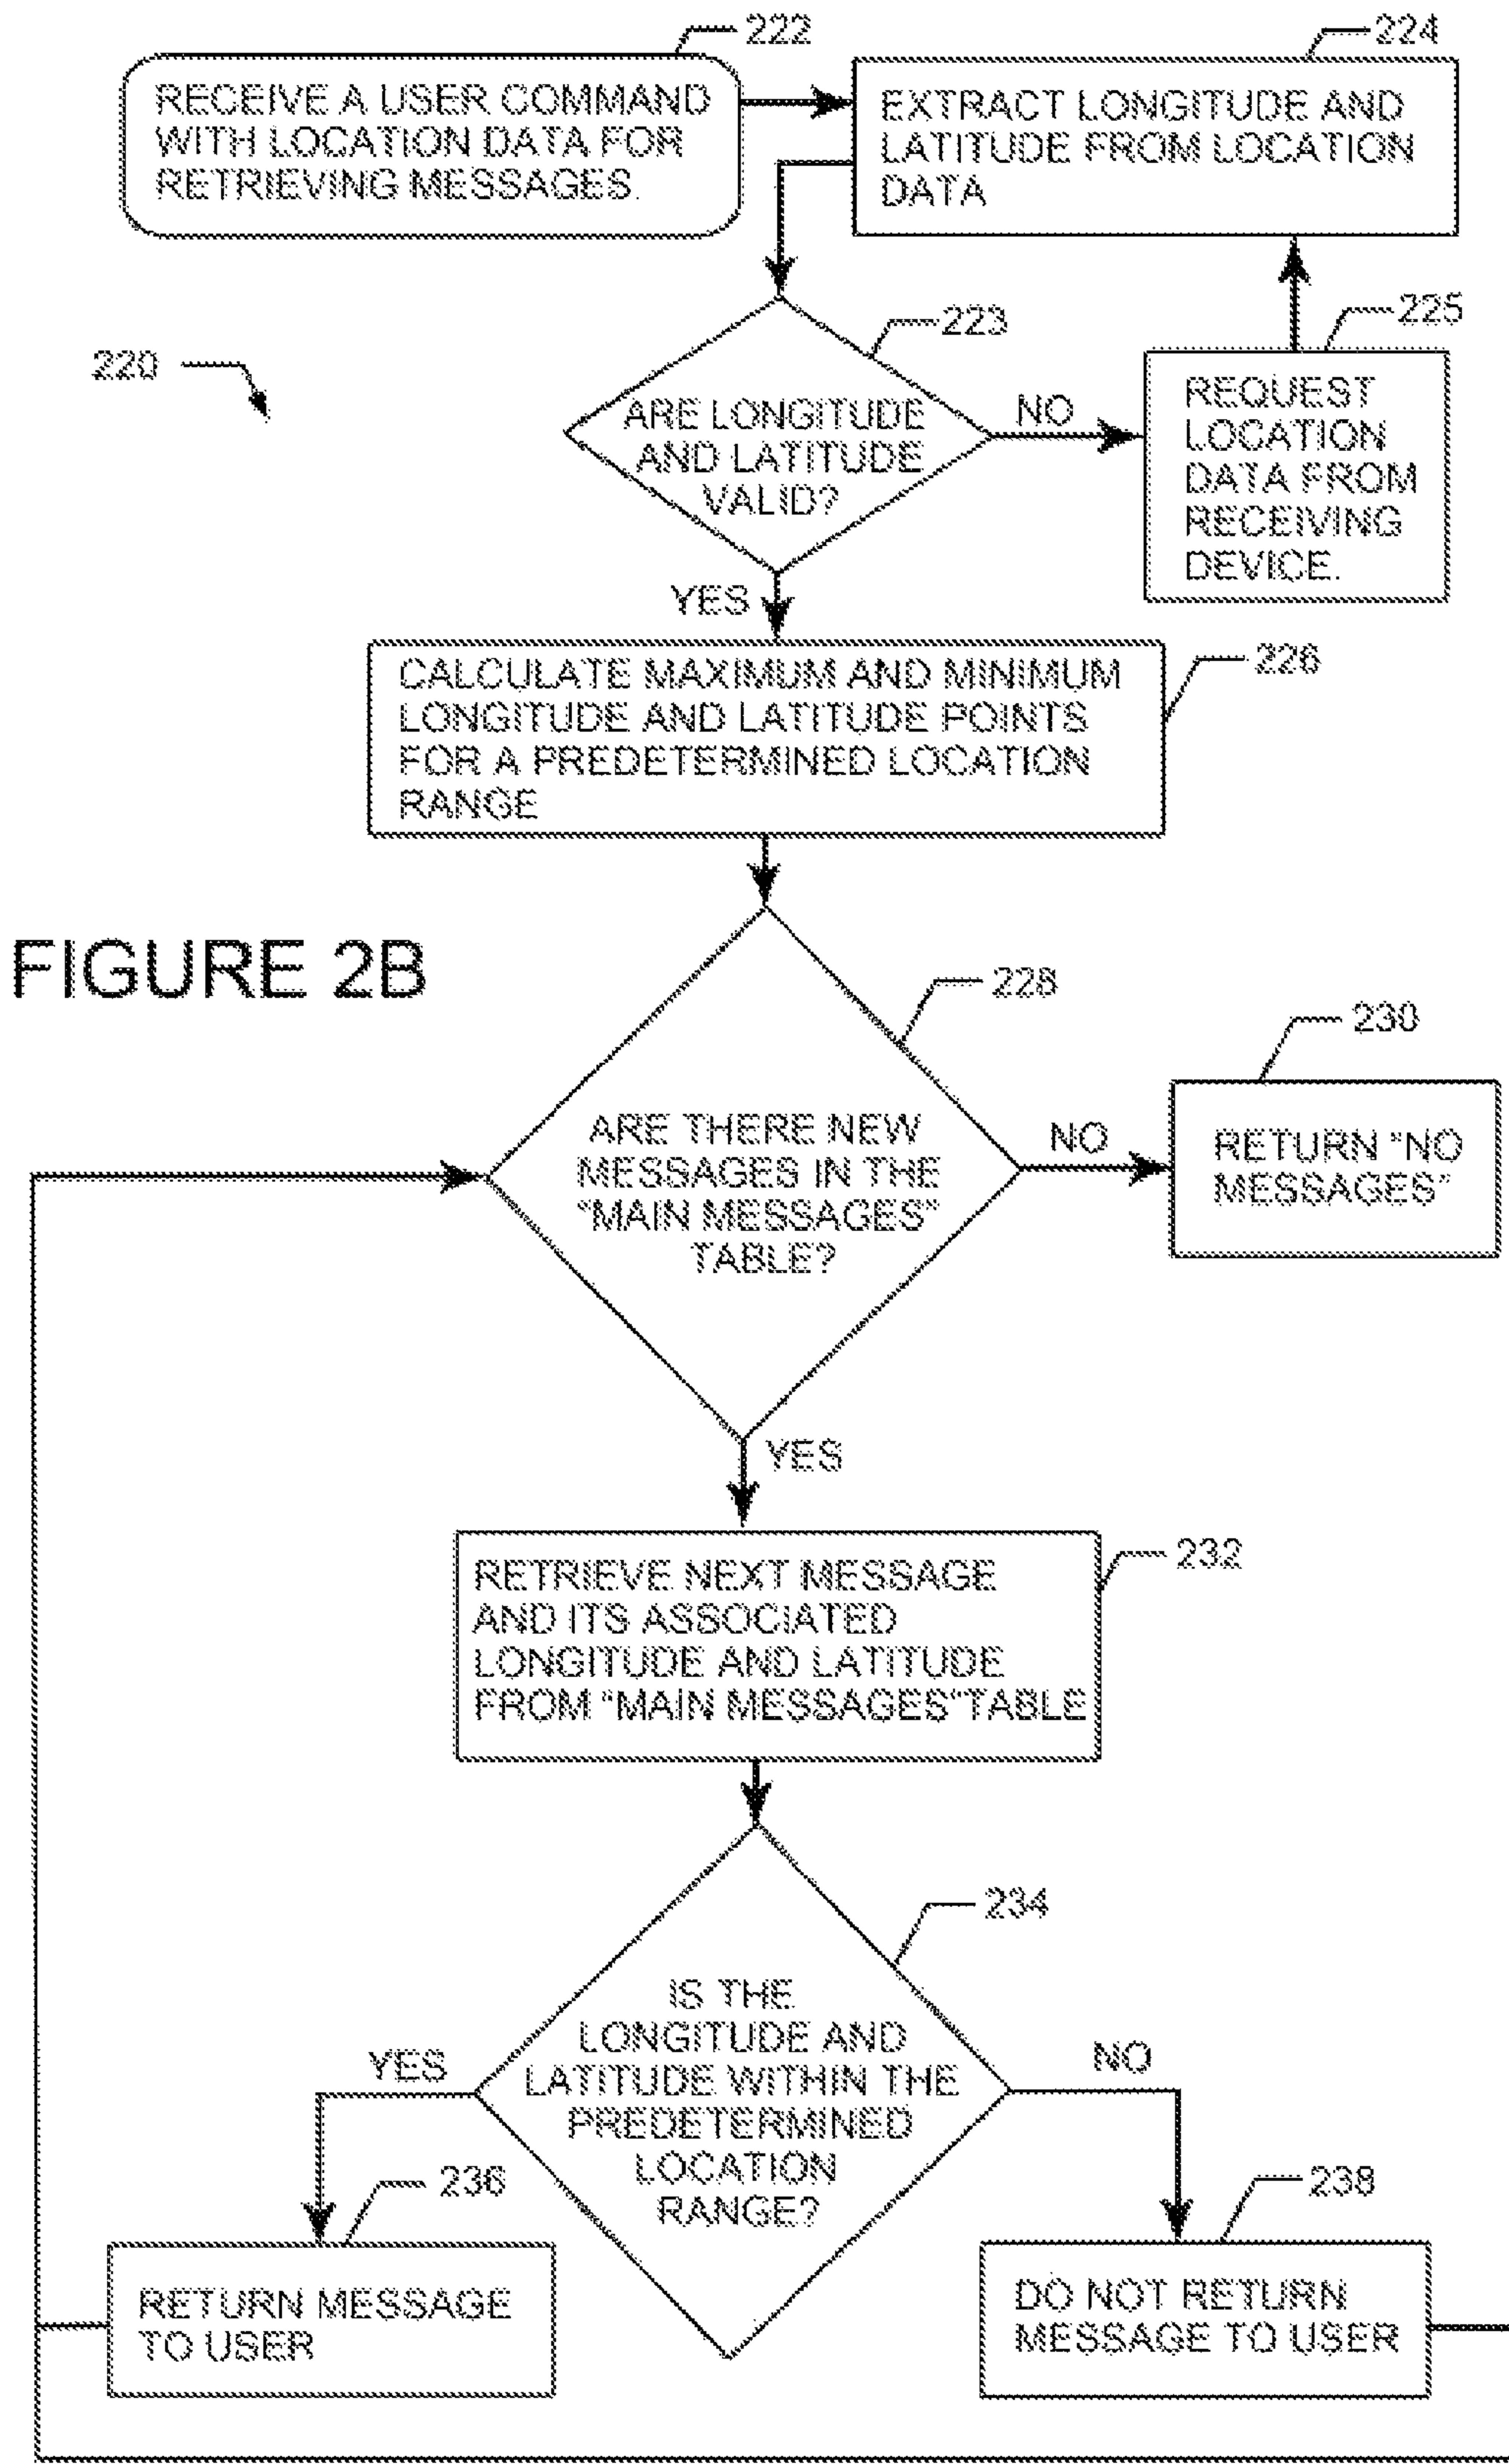 222
RECEIVE A USER COMMAND
WITH LOCATION DATA FOR
RETRIEVING MESSAGES.
224
EXTRACT LONGITUDE AND
LATITUDE FROM LOCATION
DATA
223
220
ARE LONGITUDE
AND LATITUDE
VALID?
NO
225
REQUEST
LOCATION
DATA FROM
RECEIVING
DEVICE.
YES
226
CALCULATE MAXIMUM AND MINIMUM
LONGITUDE AND LATITUDE POINTS
FOR A PREDETERMINED LOCATION
RANGE
FIGURE 2B
228
ARE THERE NEW
MESSAGES IN THE
"MAIN MESSAGES"
TABLE?
NO
230
RETURN "NO
MESSAGES"
YES
232
RETRIEVE NEXT MESSAGE
AND ITS ASSOCIATED
LONGITUDE AND LATITUDE
FROM "MAIN MESSAGES"TABLE
234
IS THE
LONGITUDE AND
LATITUDE WITHIN THE
PREDETERMINED
LOCATION
RANGE?
YES
NO
236
RETURN MESSAGE
TO USER
238
DO NOT RETURN
MESSAGE TO USER